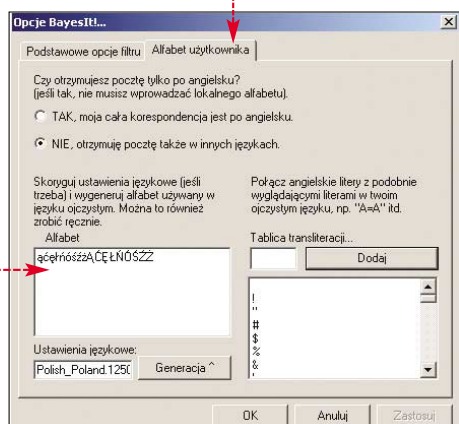 Opcje BayesIt!...
Podstawowe opcje filtru
Alfabet użytkownika
Czy otrzymujesz pocztę tylko po angielsku?
(jeśli tak, nie musisz wprowadzać lokalnego alfabetu).
TAK, moja cała korespondencja jest po angielsku.
NIE, otrzymuję pocztę także w innych językach.
Skoryguj ustawienia językowe (jeśli
trzeba) i wygeneruj alfabet używany w
języku ojczystym. Można to również
zrobić ręcznie.
Alfabet
ąćęłńóśźżĄĆĘŁŃÓŚŹŻ
Ustawienia językowe:
Polish_Poland.1250
Generacja ^
Połącz angielskie litery z podobnie
wyglądającymi literami w twoim
ojczystym języku, np. "A=A" itd.
Tablica transliteracji...
Dodaj
!
"
#
$
%
&
'
OK
Anuluj
Zastosuj